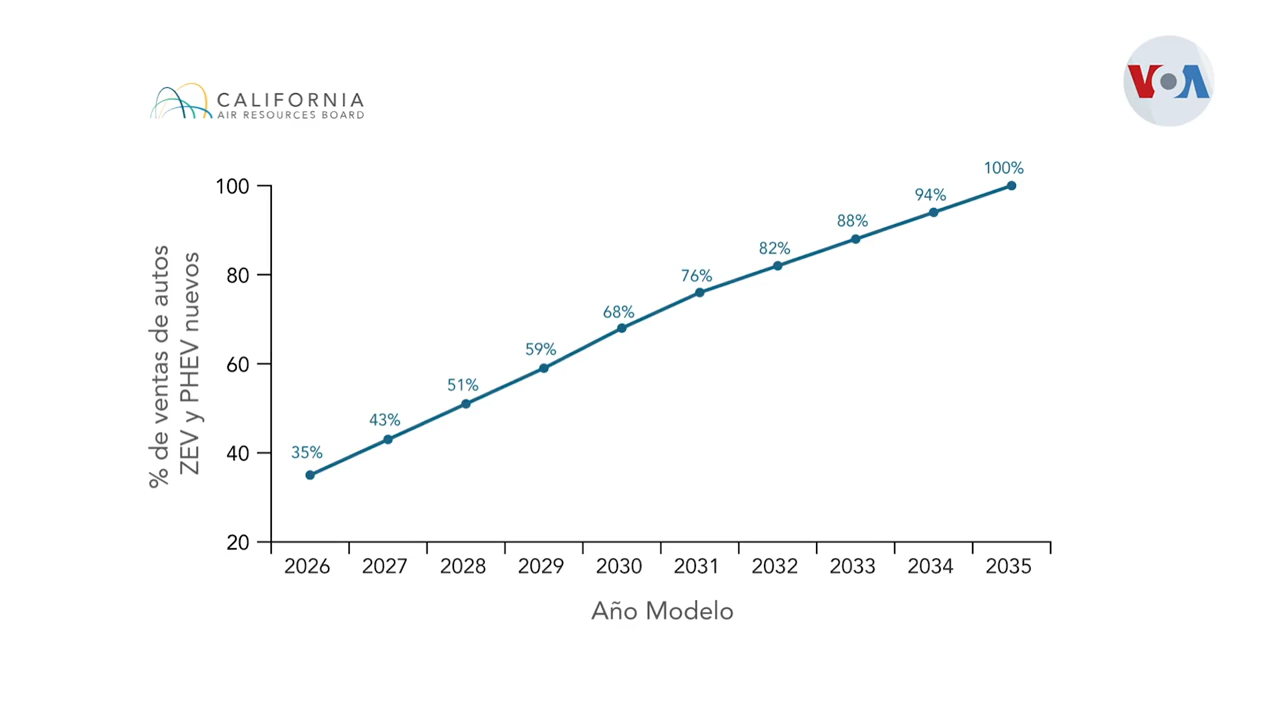 CALIFORNIA
AIR RESOURCES BOARD
VOA
% de ventas de autos
ZEV y PHEV nuevos
100
80
60
40
20
35%
43%
51%
59%
68%
76%
82%
88%
94%
100%
2026 2027 2028 2029 2030 2031 2032 2033 2034 2035
Año Modelo